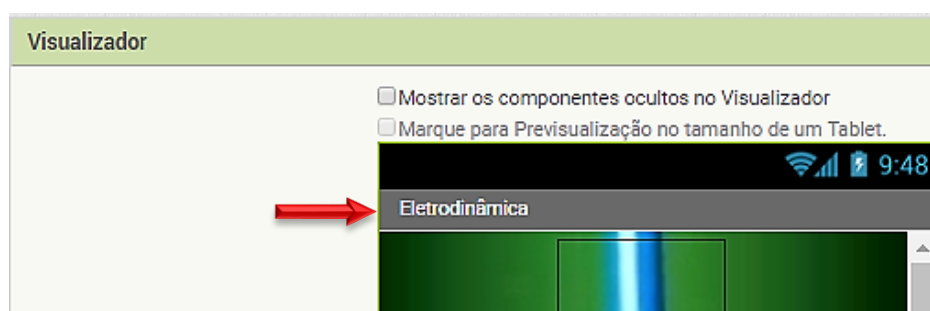 Visualizador
Mostrar os componentes ocultos no Visualizador
Marque para Previsualização no tamanho de um Tablet.
9:48
Eletrodinâmica